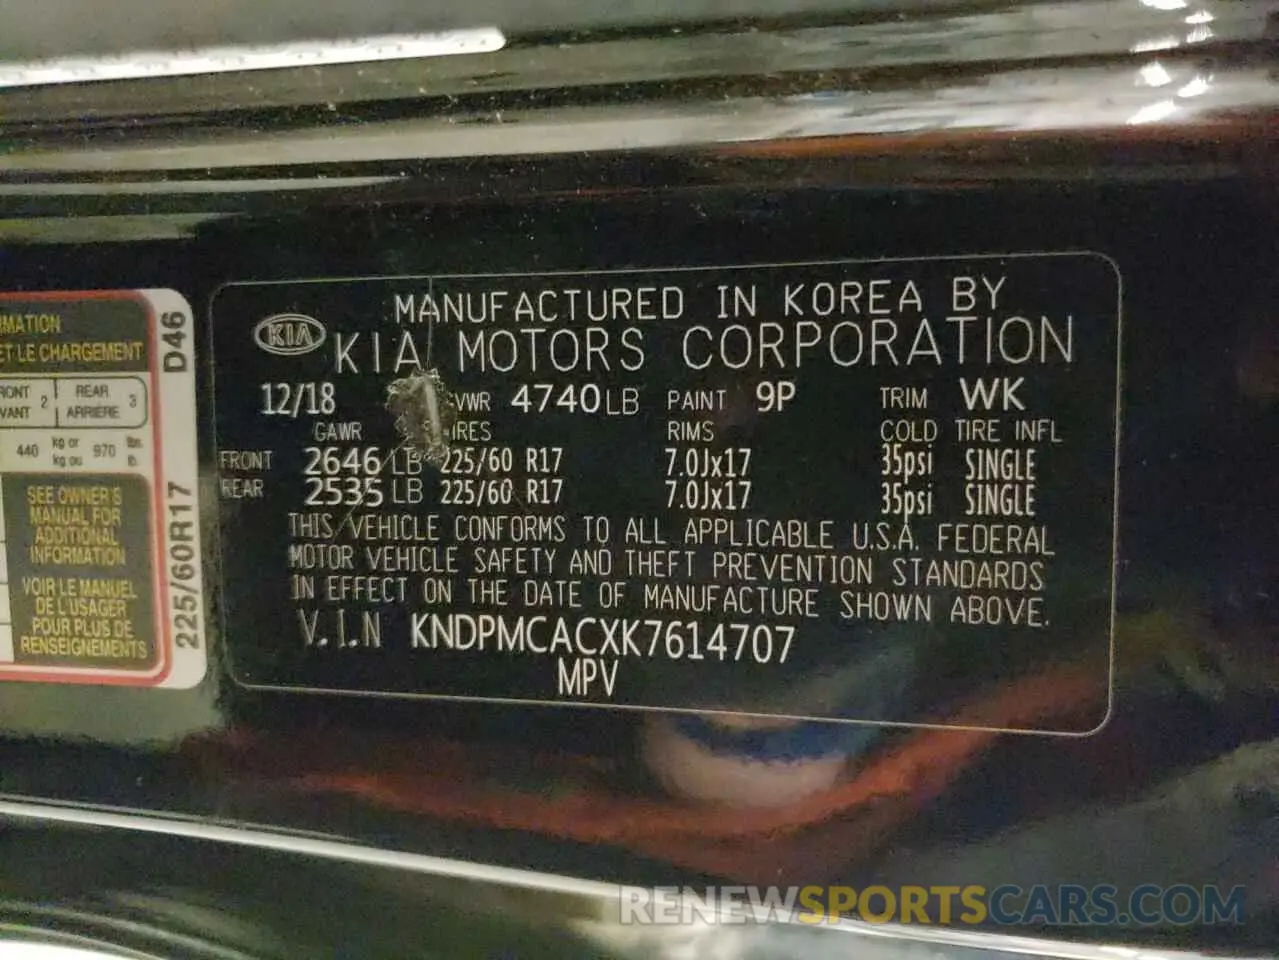 MANUFACTURED IN KOREA BY
KIA KIA MOTORS CORPORATION
12/18 VWR 4740LB PAINT 9P TRIM WK
GAWR IRES RIMS COLD TIRE INFL
FRONT 2646 LB 225/60 R17 7.0Jx17 35psi SINGLE
REAR 2535 LB 225/60 R17 7.0Jx17 35psi SINGLE
THIS VEHICLE CONFORMS TO ALL APPLICABLE U.S.A. FEDERAL
MOTOR VEHICLE SAFETY AND THEFT PREVENTION STANDARDS
IN EFFECT ON THE DATE OF MANUFACTURE SHOWN ABOVE.
V.I.N KNDPMCACXK7614707
MPV
RMATION
ET LE CHARGEMENT
RONT 2 REAR 3
VANT ARRIÈRE
440 kg or 970 lbs.
kg ou lb.
SEE OWNER'S
MANUAL FOR
ADDITIONAL
INFORMATION
VOIR LE MANUEL
DE L'USAGER
POUR PLUS DE
RENSEIGNEMENTS
D46
225/60R17
RENEWSPORTSCARS.COM